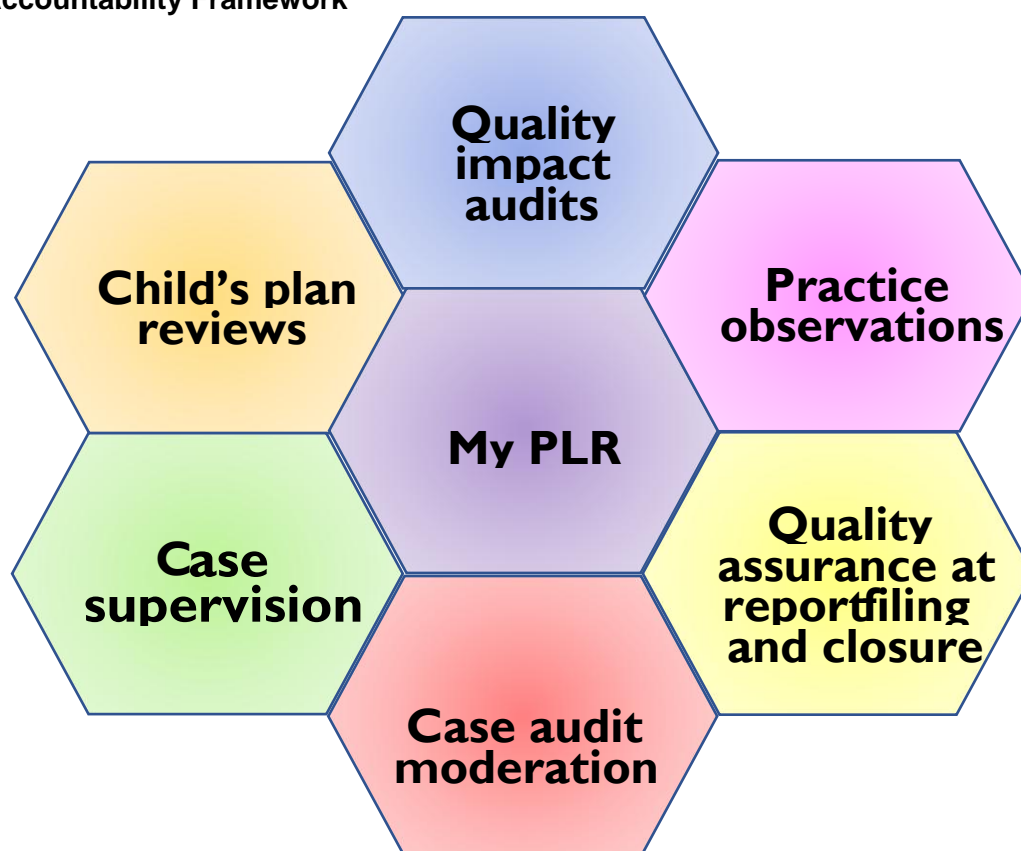 Accountability Framework
Quality
impact
audits
Child's plan
reviews
Practice
observations
My PLR
Case
supervision
Quality
assurance at
reportfiling
and closure
Case audit
moderation